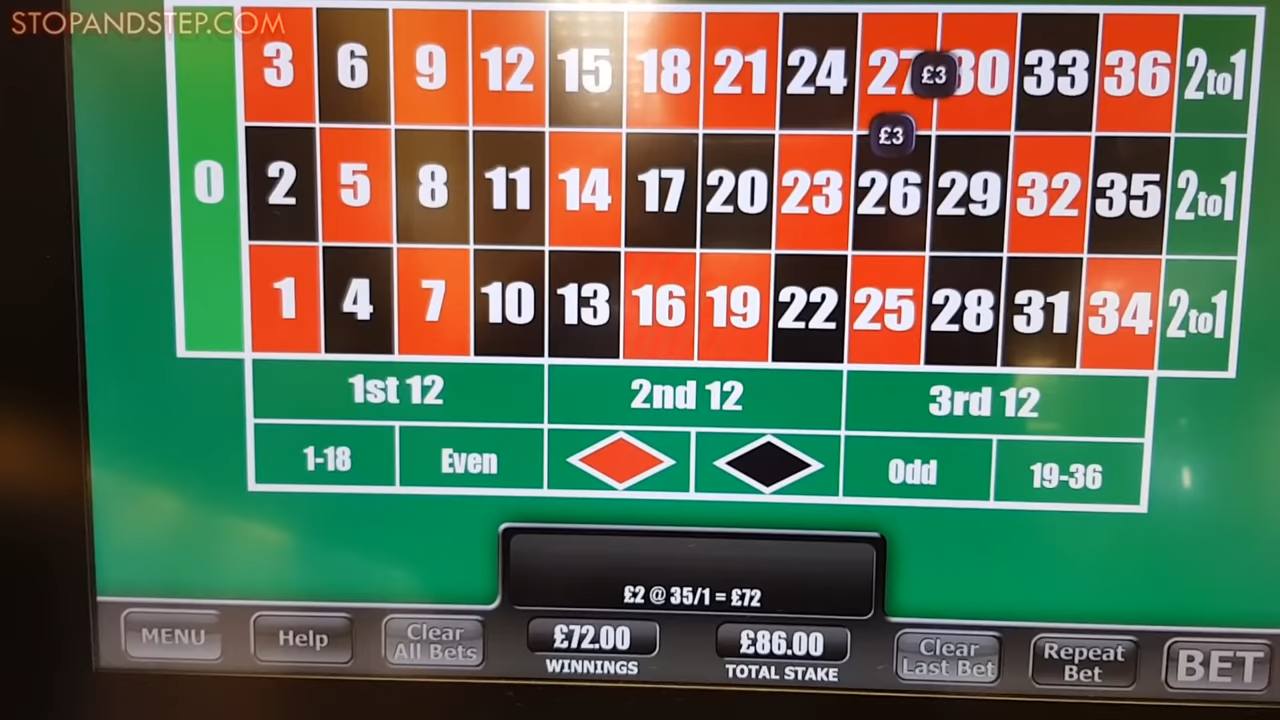 STOPANDSTEP.COM
3 6 9 12 15 18 21 24 27 £3 30 33 36 2to1
£3
0 2 5 8 11 14 17 20 23 26 29 32 35 2to1
1 4 7 10 13 16 19 22 25 28 31 34 2to1
1st 12 2nd 12 3rd 12
1-18 Even Odd 19-36
£2 @ 35/1 = £72
MENU Help Clear All Bets £72.00 WINNINGS £86.00 TOTAL STAKE Clear Last Bet Repeat Bet BET